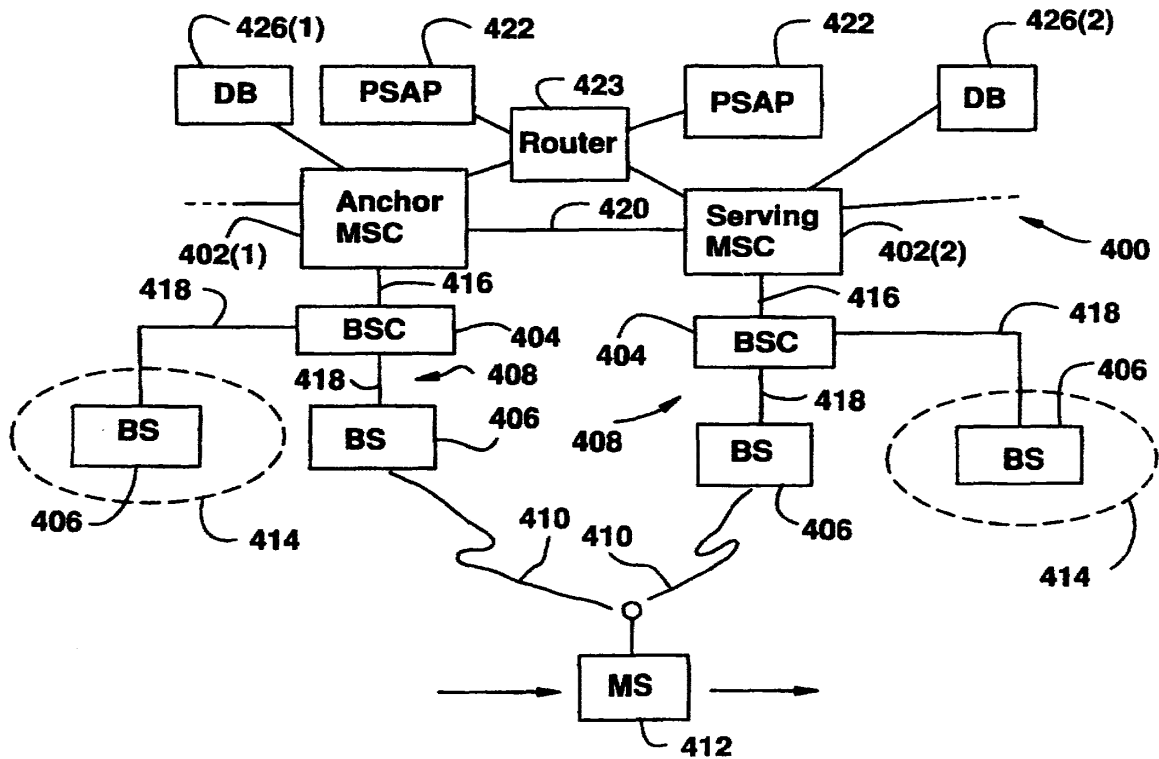 426(1)
422
422
426(2)
DB
PSAP
423
PSAP
DB
Router
Anchor
MSC
420
Serving
MSC
402(1)
402(2)
400
418
416
416
418
BSC
404
404
BSC
418
408
406
BS
BS
406
408
418
BS
BS
406
414
410
410
406
414
MS
412